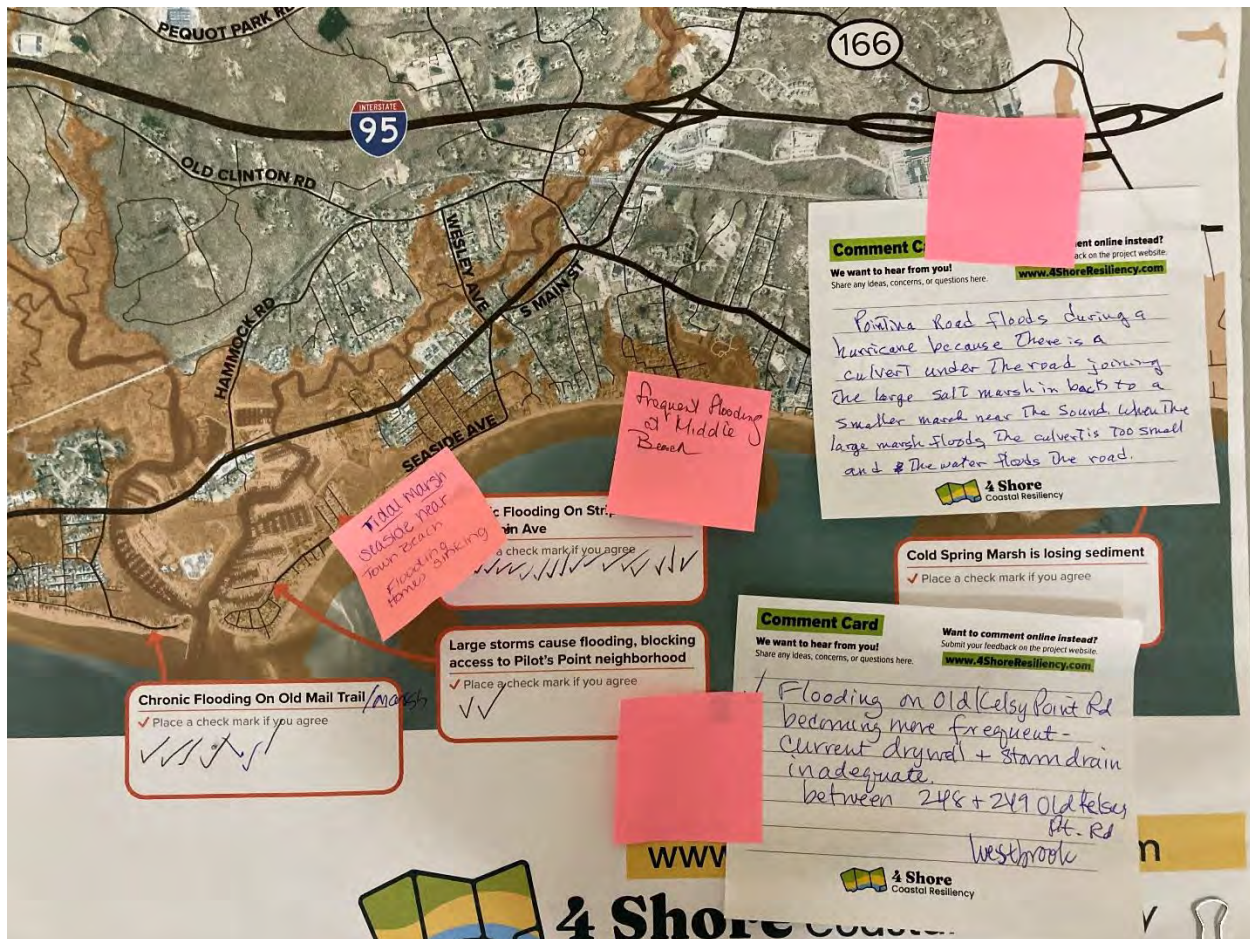 PEQUOT PARK R
166
INTERSTATE
95
OLD CLINTON RD
WESLEY AVE
S MAIN ST
HAMMOCK RD
SEASIDE AVE
Comment C
ent online instead?
We want to hear from you!
ack on the project website.
Share any ideas, concerns, or questions here.
www.4ShoreResiliency.com
Pointina Road floods during a
hurricane because there is a
culvert under the road joining
the large salt marsh in back to a
smaller marsh near the Sound. When the
large marsh floods, the culvert is too small
and the water floods the road.
4 Shore
Coastal Resiliency
frequent flooding
at Middle
Beach
Tidal marsh
seaside near
Town Beach
Flooding
Homes sinking
c Flooding On Stri
in Ave
a check mark if you agree
Cold Spring Marsh is losing sediment
✓ Place a check mark if you agree
Large storms cause flooding, blocking
access to Pilot's Point neighborhood
✓ Place a check mark if you agree
Chronic Flooding On Old Mail Trail/marsh
✓ Place a check mark if you agree
Comment Card
Want to comment online instead?
We want to hear from you!
Submit your feedback on the project website.
Share any ideas, concerns, or questions here.
www.4ShoreResiliency.com
Flooding on Old Kelsy Point Rd
becoming more frequent-
current drywell + storm drain
inadequate.
between 248 + 249 Old Kelsey
Pt. Rd
Westbrook
4 Shore
Coastal Resiliency
www
m
4 Shore Coastal